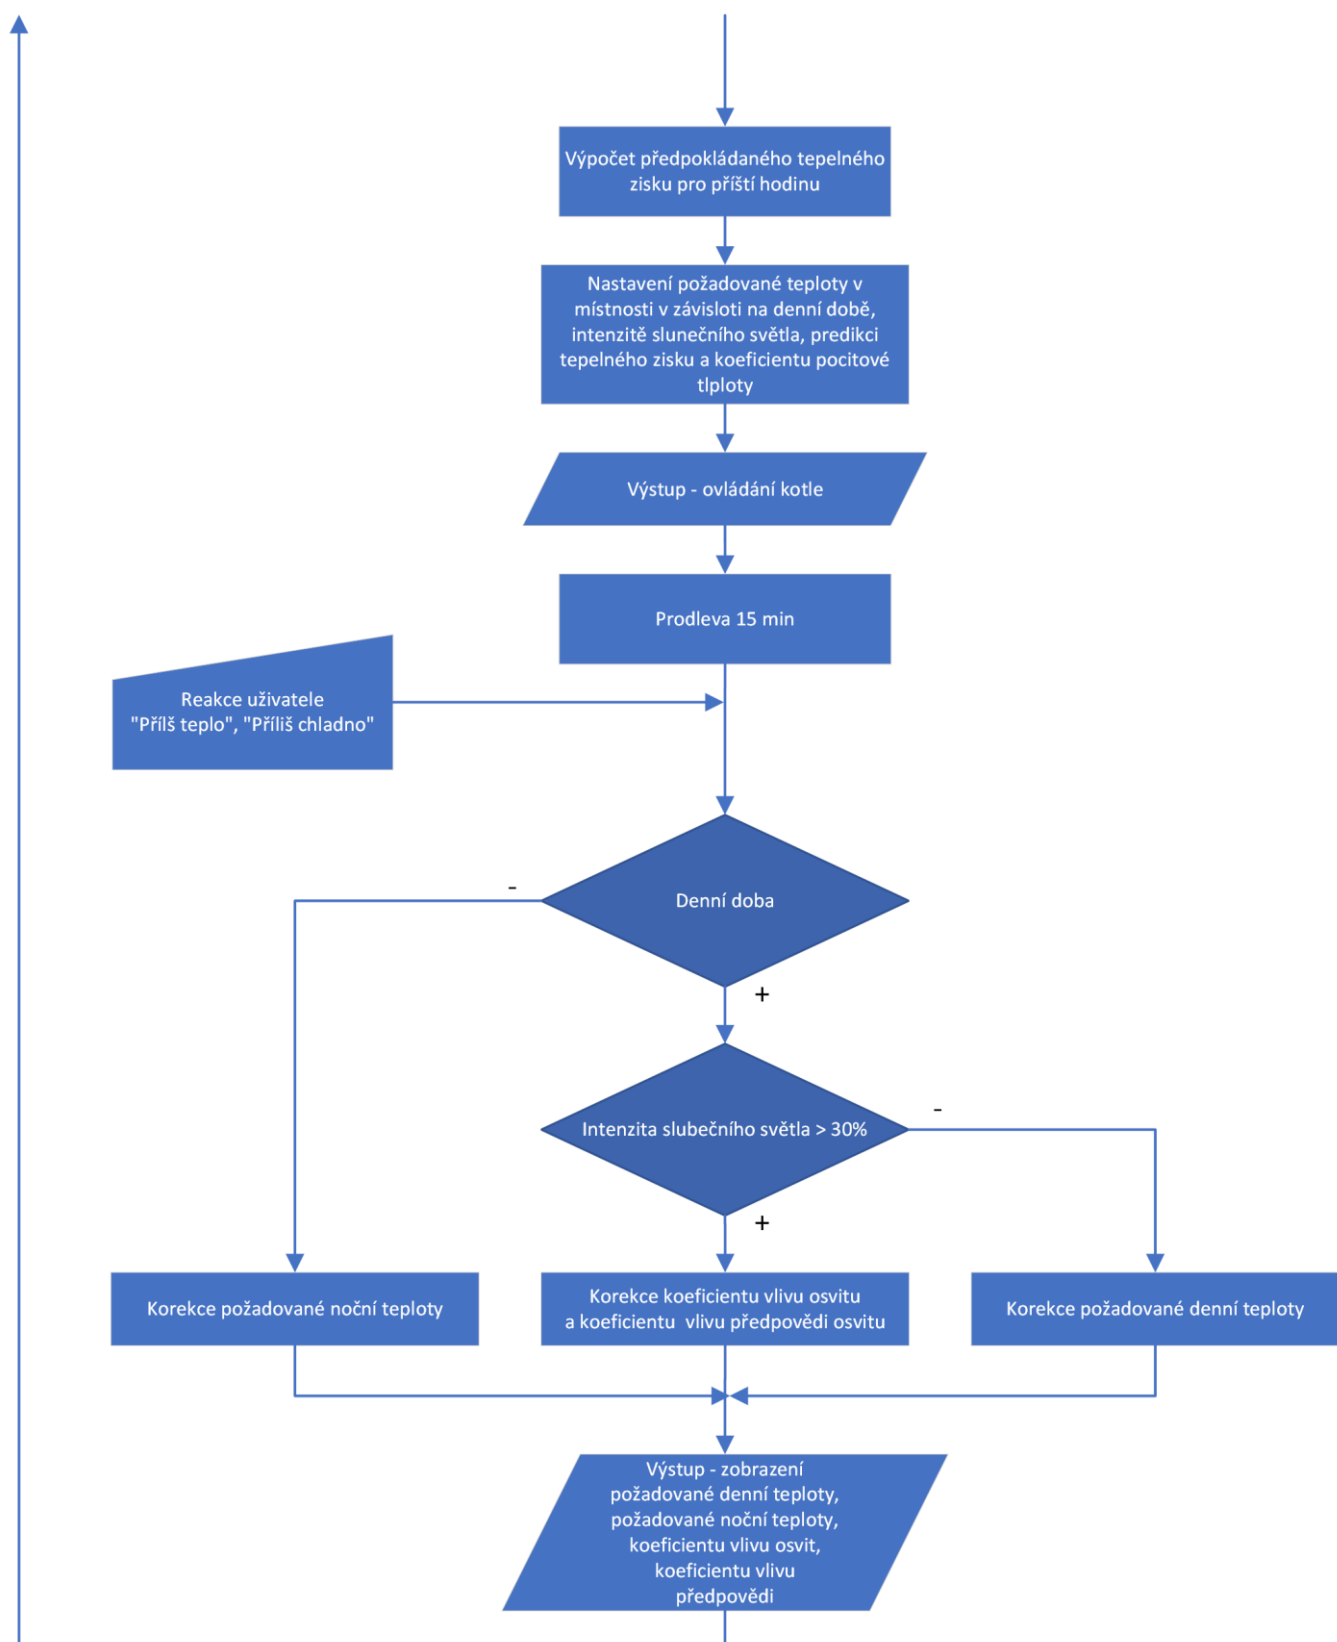 Výpočet předpokládaného tepelného
zisku pro příští hodinu
Nastavení požadované teploty v
místnosti v závisloti na denní době,
intenzitě slunečního světla, predikci
tepelného zisku a koeficientu pocitové
tlploty
Výstup - ovládání kotle
Prodleva 15 min
Reakce uživatele
"Přílš teplo", "Příliš chladno"
Denní doba
-
+
Intenzita slubečního světla > 30%
-
+
Korekce požadované noční teploty
Korekce koeficientu vlivu osvitu
a koeficientu vlivu předpovědi osvitu
Korekce požadované denní teploty
Výstup - zobrazení
požadované denní teploty,
požadované noční teploty,
koeficientu vlivu osvit,
koeficientu vlivu
předpovědi